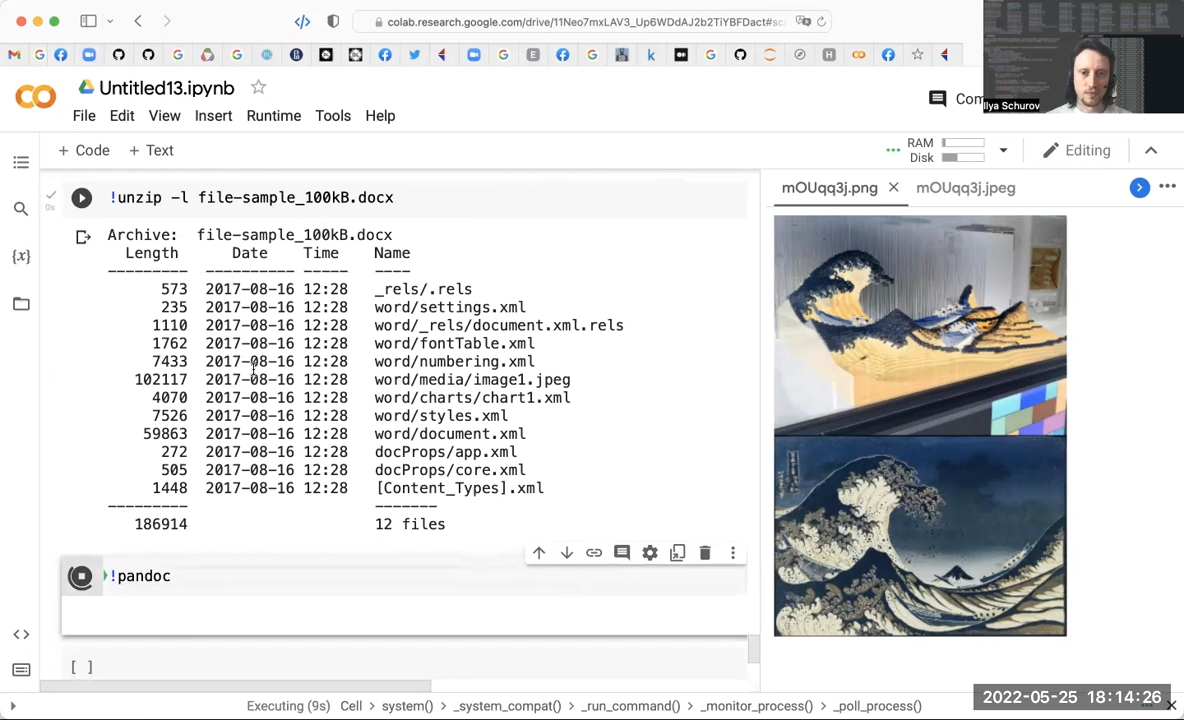 colab.research.google.com/drive/11Neo7mxLAV3_Up6WDdAJ2b2TiYBFDact#sc
Untitled13.ipynb
File Edit View Insert Runtime Tools Help
Ilya Schurov
+ Code + Text
RAM
Disk
Editing
!unzip -l file-sample_100kB.docx
0s
Archive: file-sample_100kB.docx
Length Date Time Name
--------- ---------- ----- ----
573 2017-08-16 12:28 _rels/.rels
235 2017-08-16 12:28 word/settings.xml
1110 2017-08-16 12:28 word/_rels/document.xml.rels
1762 2017-08-16 12:28 word/fontTable.xml
7433 2017-08-16 12:28 word/numbering.xml
102117 2017-08-16 12:28 word/media/image1.jpeg
4070 2017-08-16 12:28 word/charts/chart1.xml
7526 2017-08-16 12:28 word/styles.xml
59863 2017-08-16 12:28 word/document.xml
272 2017-08-16 12:28 docProps/app.xml
505 2017-08-16 12:28 docProps/core.xml
1448 2017-08-16 12:28 [Content_Types].xml
--------- -------
186914 12 files
!pandoc
[ ]
mOUqq3j.png mOUqq3j.jpeg
Executing (9s) Cell > system() > _system_compat() > _run_command() > _monitor_process() > _poll_process()
2022-05-25 18:14:26